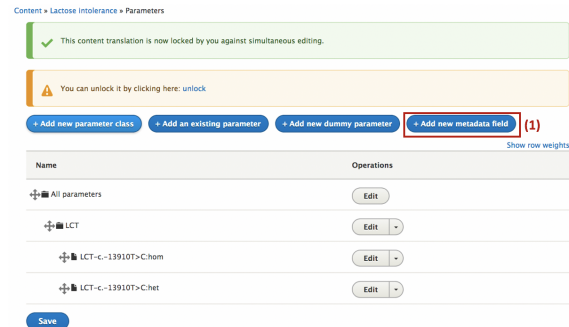 Content » Lactose intolerance » Parameters
This content translation is now locked by you against simultaneous editing.
You can unlock it by clicking here: unlock
+ Add new parameter class + Add an existing parameter + Add new dummy parameter + Add new metadata field (1)
Show row weights
Name Operations
All parameters Edit
LCT Edit
LCT-c.-13910T>C:hom Edit
LCT-c.-13910T>C:het Edit
Save